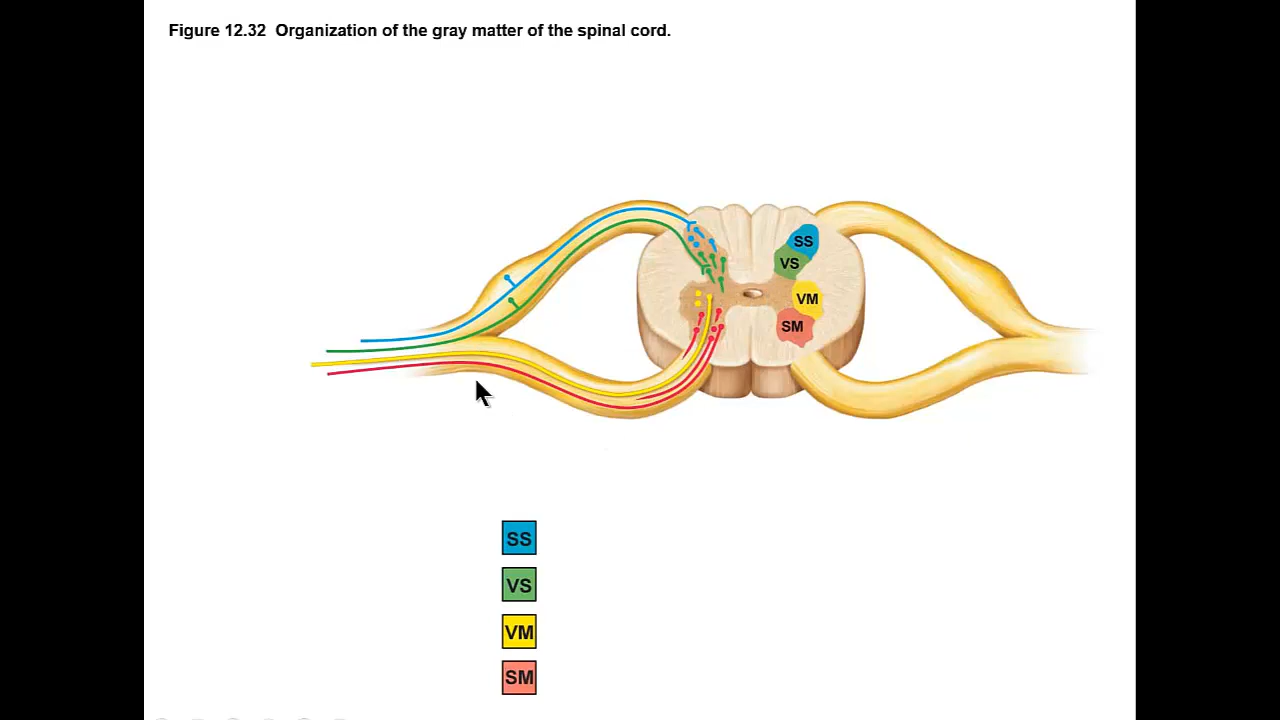 Figure 12.32 Organization of the gray matter of the spinal cord.
SS
VS
VM
SM
SS
VS
VM
SM